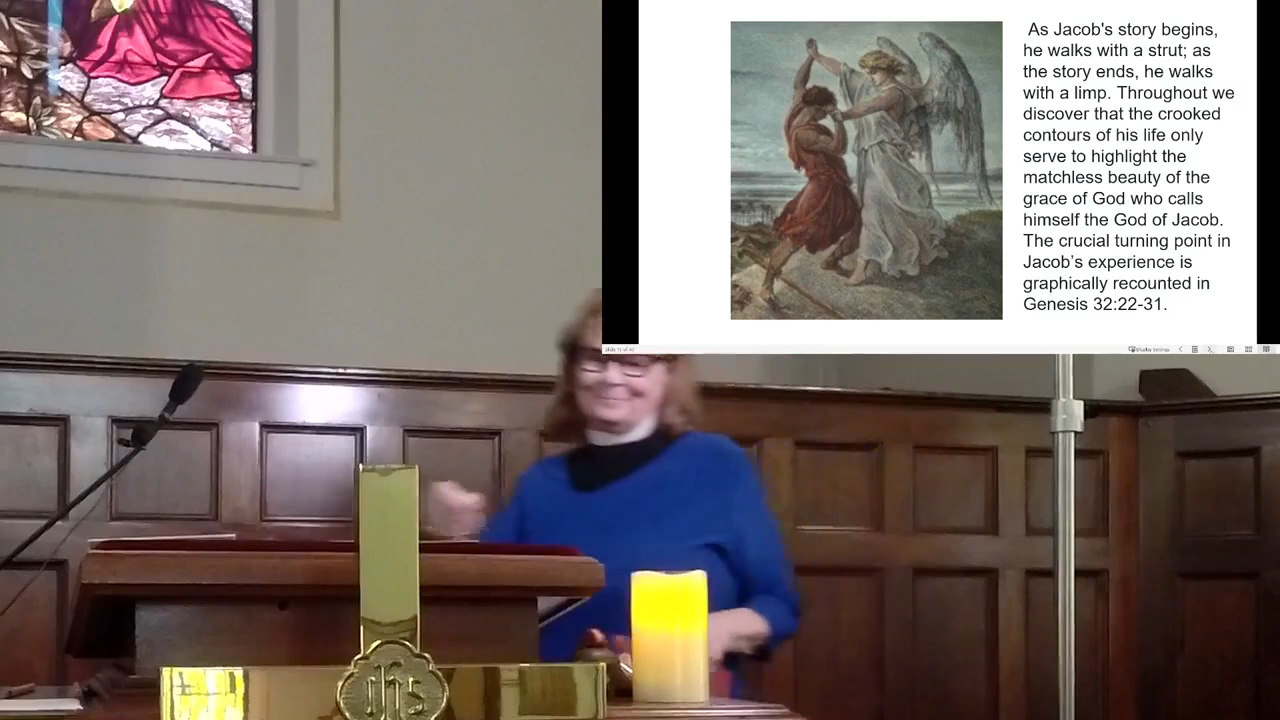 As Jacob's story begins,
he walks with a strut; as
the story ends, he walks
with a limp. Throughout we
discover that the crooked
contours of his life only
serve to highlight the
matchless beauty of the
grace of God who calls
himself the God of Jacob.
The crucial turning point in
Jacob’s experience is
graphically recounted in
Genesis 32:22-31.
Display Settings
ihs